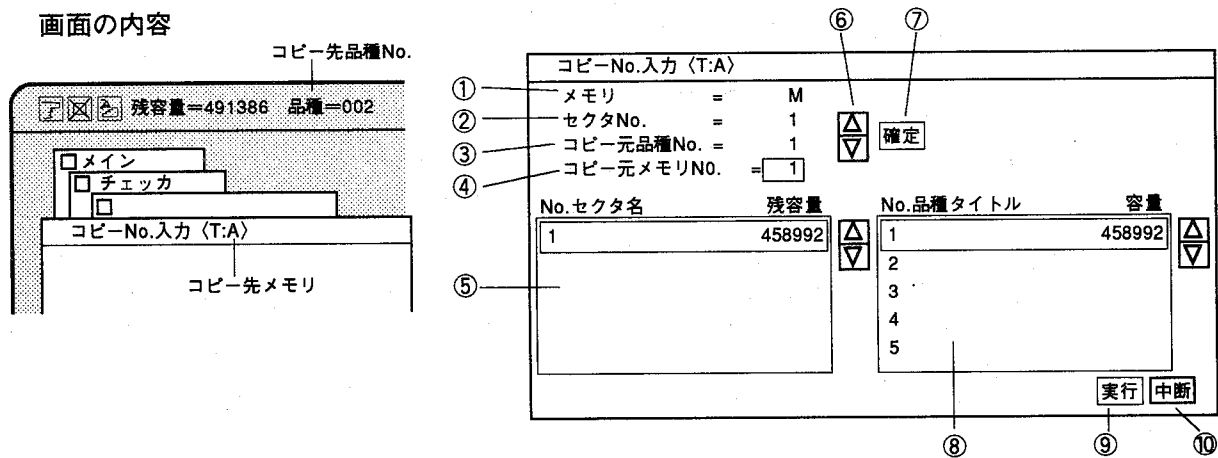 画面の内容
コピー先品種No.
残容量=491386 品種=002
メイン
チェッカ
コピーNo.入力〈T:A〉
コピー先メモリ
⑥ ⑦
コピーNo.入力〈T:A〉
① メモリ = M
② セクタNo. = 1
確定
③ コピー元品種No. = 1
④ コピー元メモリN0. = 1
No.セクタ名 残容量
1 458992
⑤
No.品種タイトル 容量
1 458992
2
3
4
5
実行 中断
⑧ ⑨ ⑩